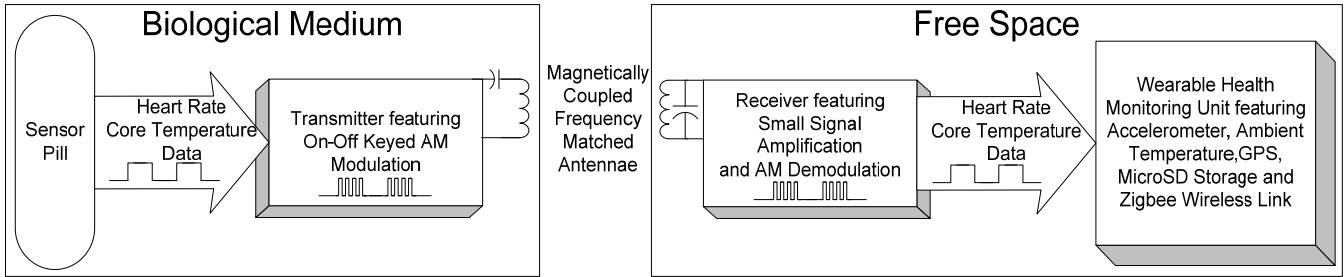 Biological Medium
Sensor
Pill
Heart Rate
Core Temperature
Data
Transmitter featuring
On-Off Keyed AM
Modulation
Magnetically
Coupled
Frequency
Matched
Antennae
Free Space
Receiver featuring
Small Signal
Amplification
and AM Demodulation
Heart Rate
Core Temperature
Data
Wearable Health
Monitoring Unit featuring
Accelerometer, Ambient
Temperature,GPS,
MicroSD Storage and
Zigbee Wireless Link